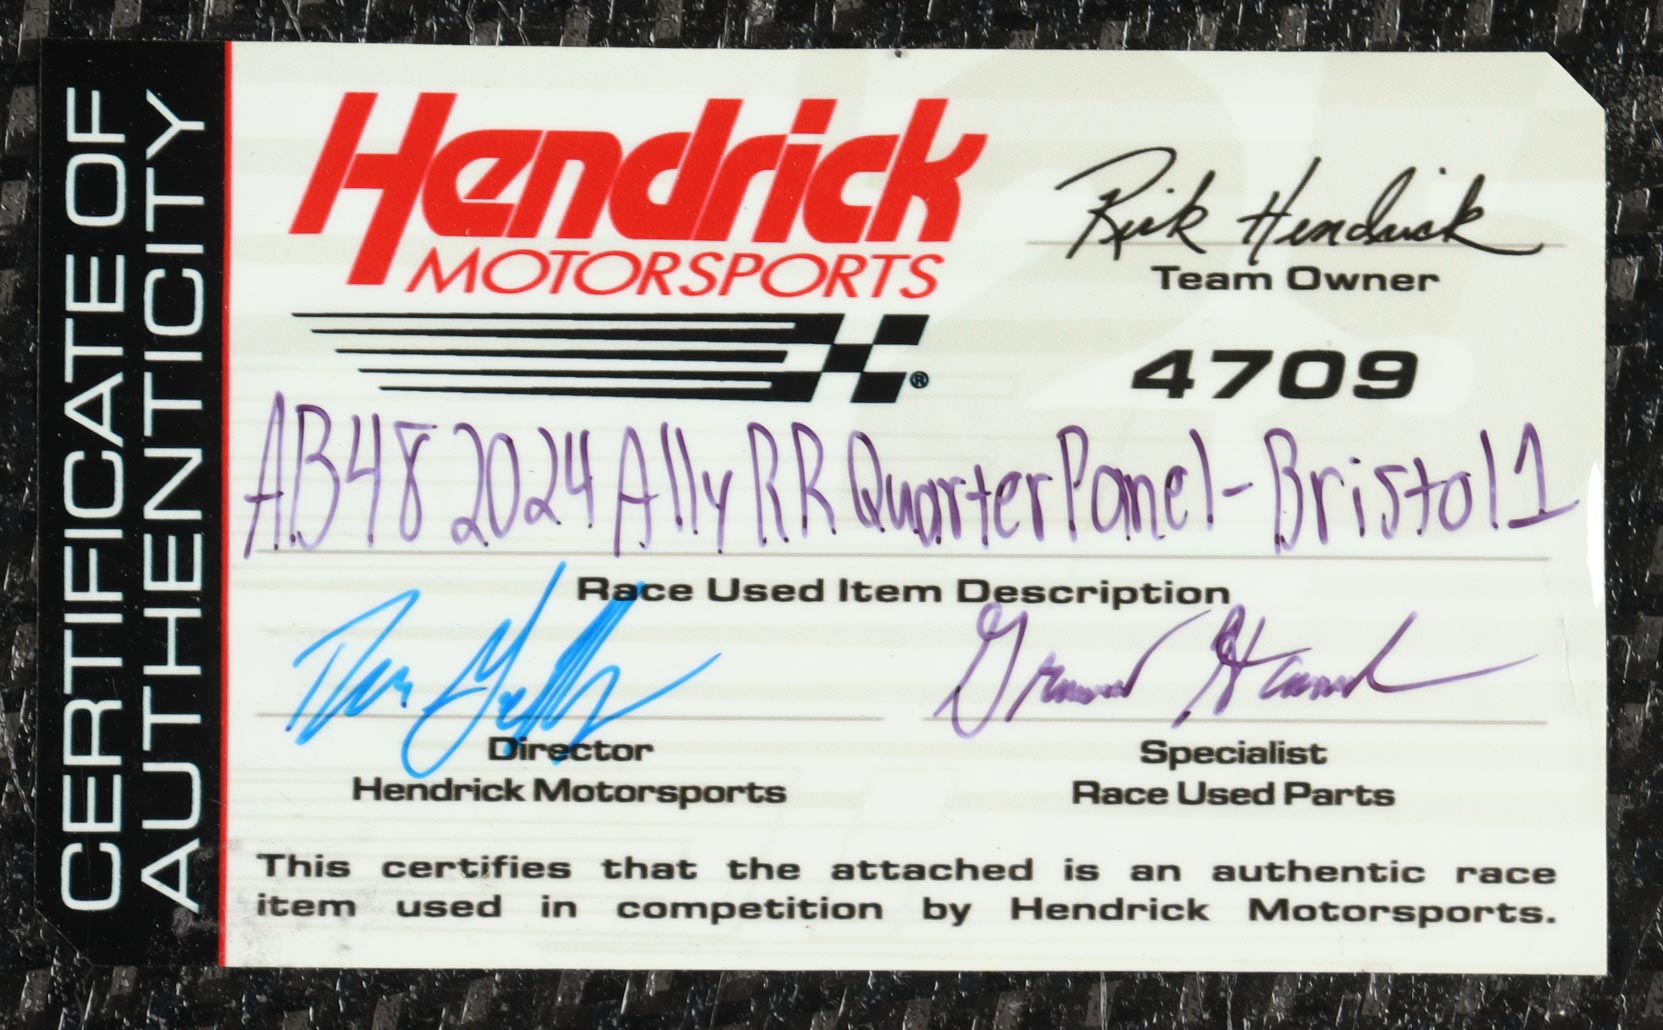 CERTIFICATE OF
AUTHENTICITY
Hendrick
MOTORSPORTS
®
Rick Hendrick
Team Owner
4709
AB48 2024 Ally RR Quarter Panel - Bristol 1
Race Used Item Description
Director
Hendrick Motorsports
Specialist
Race Used Parts
This certifies that the attached is an authentic race
item used in competition by Hendrick Motorsports.